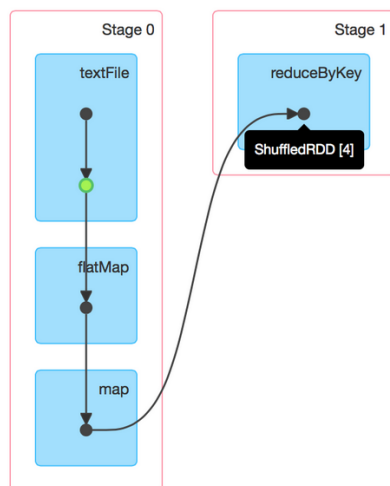 Stage 0
textFile
flatMap
map
Stage 1
reduceByKey
ShuffledRDD [4]